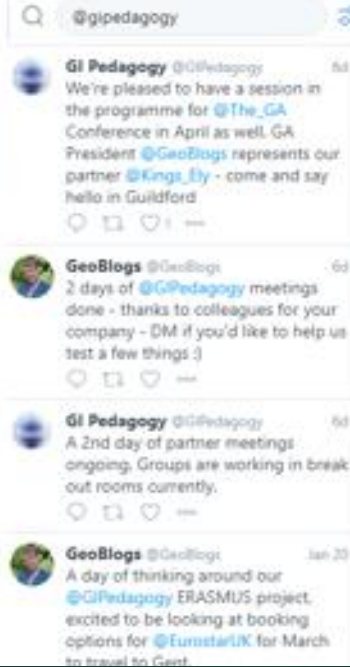 @gipedagogy
GI Pedagogy @GIPedagogy 6d
We're pleased to have a session in
the programme for @The_GA
Conference in April as well. GA
President @GeoBlogs represents our
partner @Kings_Ely - come and say
hello in Guildford
1
GeoBlogs @GeoBlogs 6d
2 days of @GIPedagogy meetings
done - thanks to colleagues for your
company - DM if you'd like to help us
test a few things :)
GI Pedagogy @GIPedagogy 6d
A 2nd day of partner meetings
ongoing. Groups are working in break
out rooms currently.
GeoBlogs @GeoBlogs Jan 20
A day of thinking around our
@GIPedagogy ERASMUS project,
excited to be looking at booking
options for @EurostarUK for March
to travel to Gent.